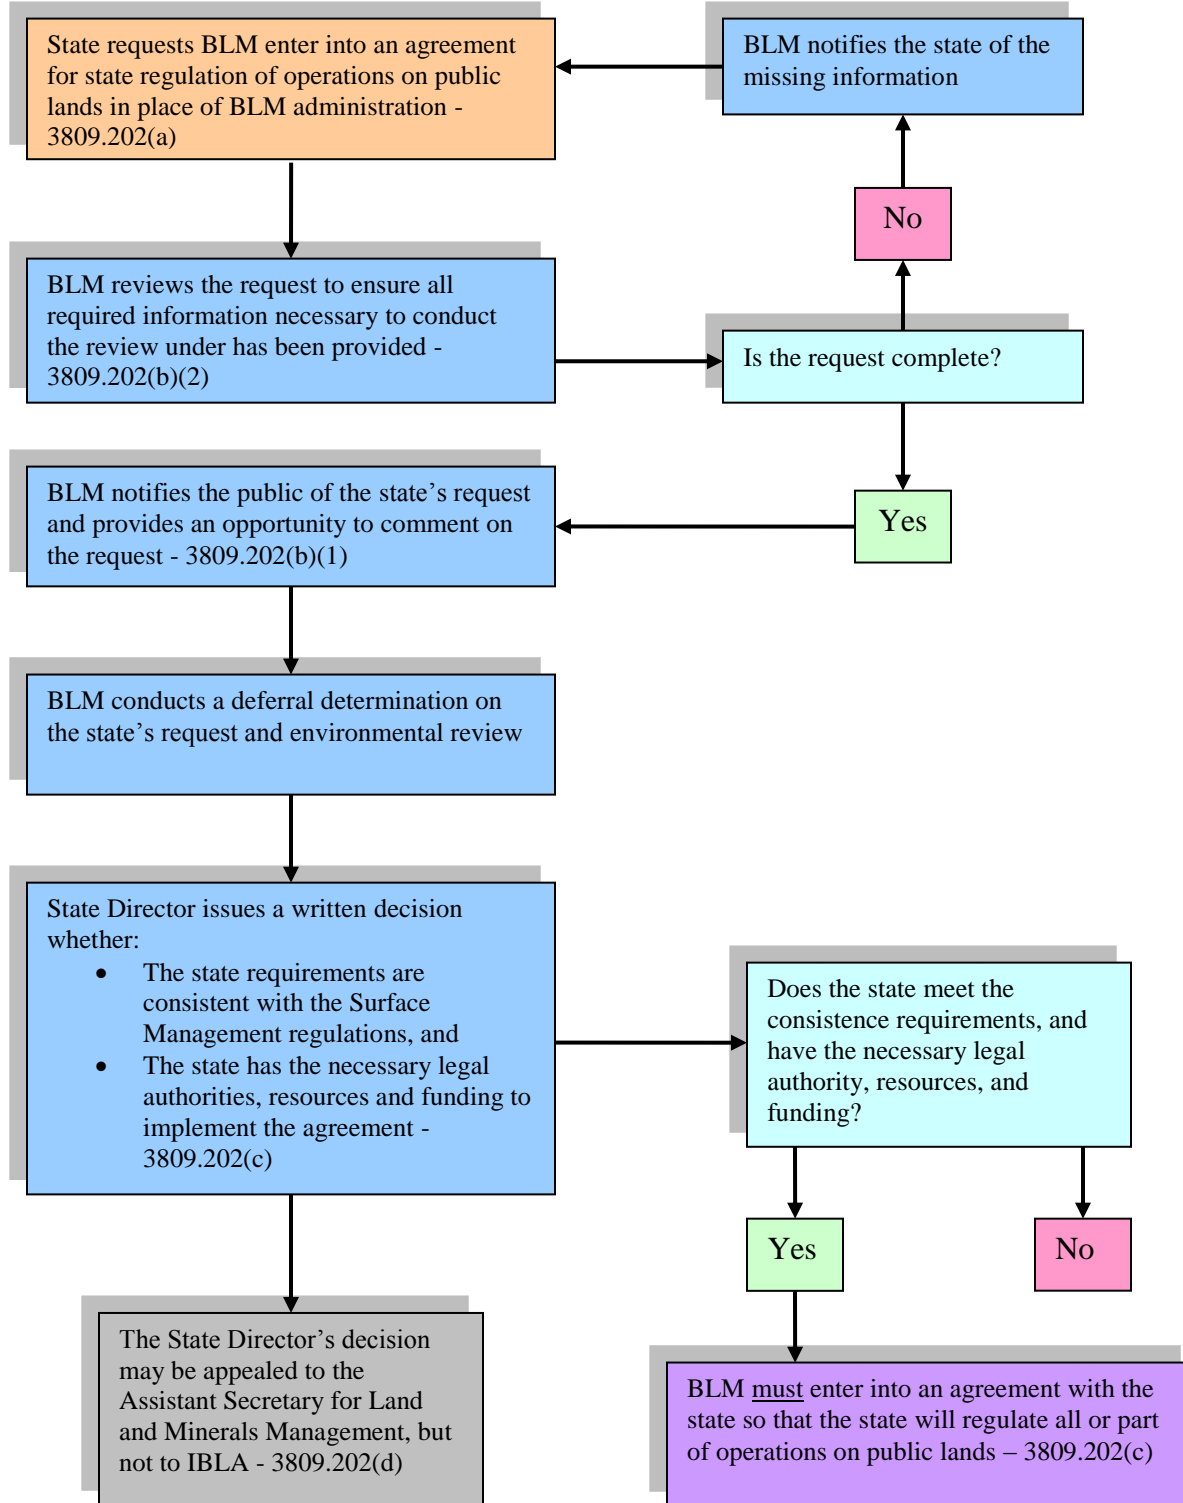 State requests BLM enter into an agreement
for state regulation of operations on public
lands in place of BLM administration -
3809.202(a)
BLM notifies the state of the
missing information
No
BLM reviews the request to ensure all
required information necessary to conduct
the review under has been provided -
3809.202(b)(2)
Is the request complete?
Yes
BLM notifies the public of the state’s request
and provides an opportunity to comment on
the request - 3809.202(b)(1)
BLM conducts a deferral determination on
the state’s request and environmental review
State Director issues a written decision
whether:
• The state requirements are
consistent with the Surface
Management regulations, and
• The state has the necessary legal
authorities, resources and funding to
implement the agreement -
3809.202(c)
Does the state meet the
consistence requirements, and
have the necessary legal
authority, resources, and
funding?
Yes
No
The State Director’s decision
may be appealed to the
Assistant Secretary for Land
and Minerals Management, but
not to IBLA - 3809.202(d)
BLM must enter into an agreement with the
state so that the state will regulate all or part
of operations on public lands – 3809.202(c)